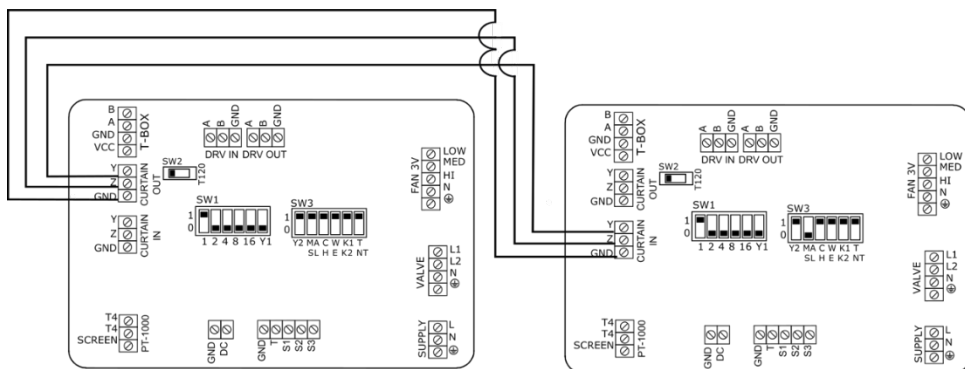 B
A
GND
VCC
T-BOX
A
B
GND
A
B
GND
DRV IN DRV OUT
Y
Z
GND
CURTAIN
OUT
SW2
T120
Y
Z
GND
CURTAIN
IN
SW1
1
0
1 2 4 8 16 Y1
SW3
1
0
Y2 MA C W K1 T
SL H E K2 NT
FAN 3V
LOW
MED
HI
N
VALVE
L1
L2
N
T4
T4
SCREEN
PT-1000
GND
DC
GND
T
S1
S2
S3
SUPPLY
L
N
B
A
GND
VCC
T-BOX
A
B
GND
A
B
GND
DRV IN DRV OUT
Y
Z
GND
CURTAIN
OUT
SW2
T120
Y
Z
GND
CURTAIN
IN
SW1
1
0
1 2 4 8 16 Y1
SW3
1
0
Y2 MA C W K1 T
SL H E K2 NT
FAN 3V
LOW
MED
HI
N
VALVE
L1
L2
N
T4
T4
SCREEN
PT-1000
GND
DC
GND
T
S1
S2
S3
SUPPLY
L
N